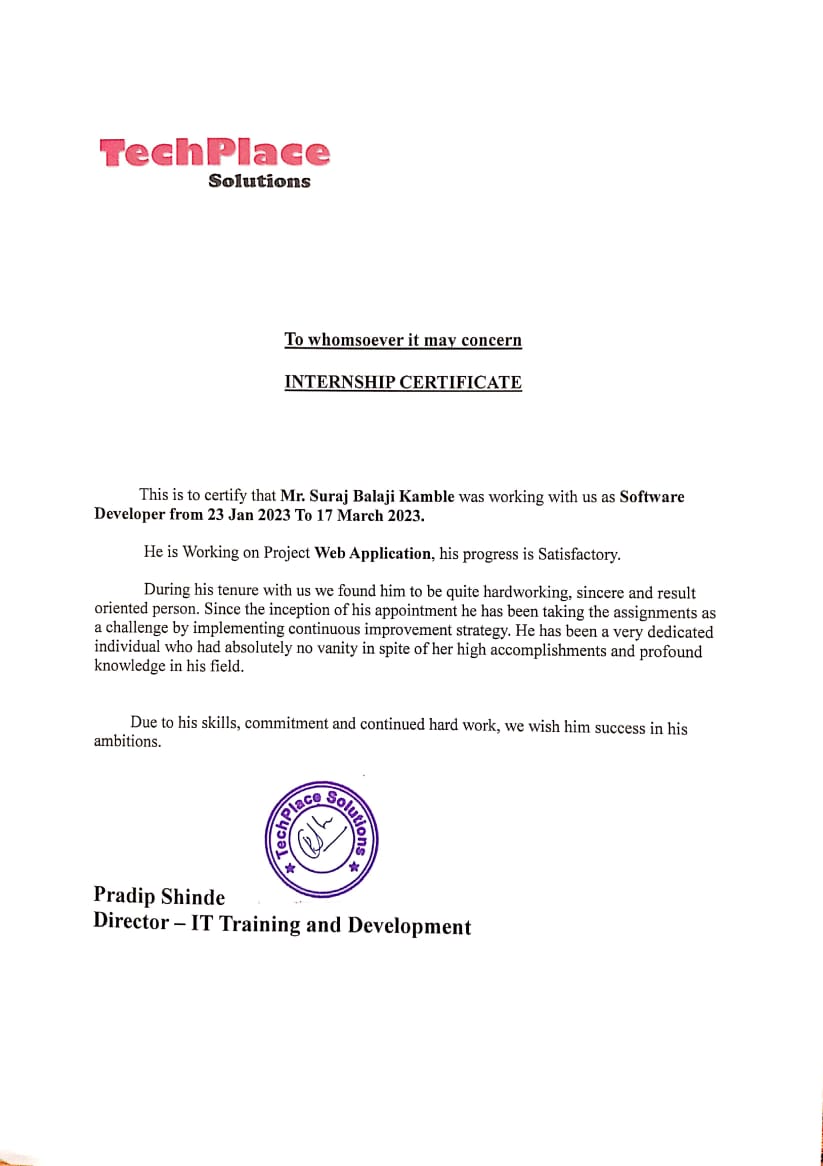 TechPlace
Solutions
To whomsoever it may concern
INTERNSHIP CERTIFICATE
This is to certify that Mr. Suraj Balaji Kamble was working with us as Software
Developer from 23 Jan 2023 To 17 March 2023.
He is Working on Project Web Application, his progress is Satisfactory.
During his tenure with us we found him to be quite hardworking, sincere and result
oriented person. Since the inception of his appointment he has been taking the assignments as
a challenge by implementing continuous improvement strategy. He has been a very dedicated
individual who had absolutely no vanity in spite of her high accomplishments and profound
knowledge in his field.
Due to his skills, commitment and continued hard work, we wish him success in his
ambitions.
TechPlace Solutions
Pradip Shinde
Director – IT Training and Development